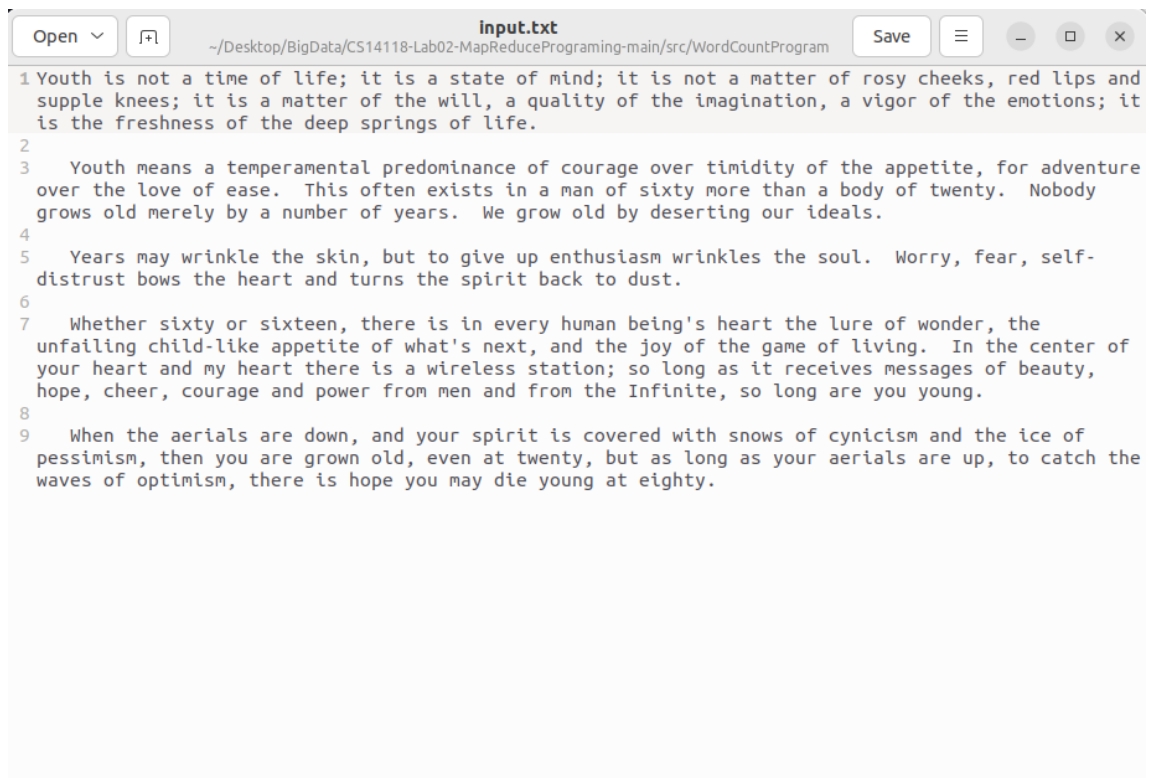 Open
input.txt
~/Desktop/BigData/CS14118-Lab02-MapReducePrograming-main/src/WordCountProgram
Save
1 Youth is not a time of life; it is a state of mind; it is not a matter of rosy cheeks, red lips and
supple knees; it is a matter of the will, a quality of the imagination, a vigor of the emotions; it
is the freshness of the deep springs of life.
2
3 Youth means a temperamental predominance of courage over timidity of the appetite, for adventure
over the love of ease.  This often exists in a man of sixty more than a body of twenty.  Nobody
grows old merely by a number of years.  We grow old by deserting our ideals.
4
5 Years may wrinkle the skin, but to give up enthusiasm wrinkles the soul.  Worry, fear, self-
distrust bows the heart and turns the spirit back to dust.
6
7 Whether sixty or sixteen, there is in every human being's heart the lure of wonder, the
unfailing child-like appetite of what's next, and the joy of the game of living.  In the center of
your heart and my heart there is a wireless station; so long as it receives messages of beauty,
hope, cheer, courage and power from men and from the Infinite, so long are you young.
8
9 When the aerials are down, and your spirit is covered with snows of cynicism and the ice of
pessimism, then you are grown old, even at twenty, but as long as your aerials are up, to catch the
waves of optimism, there is hope you may die young at eighty.